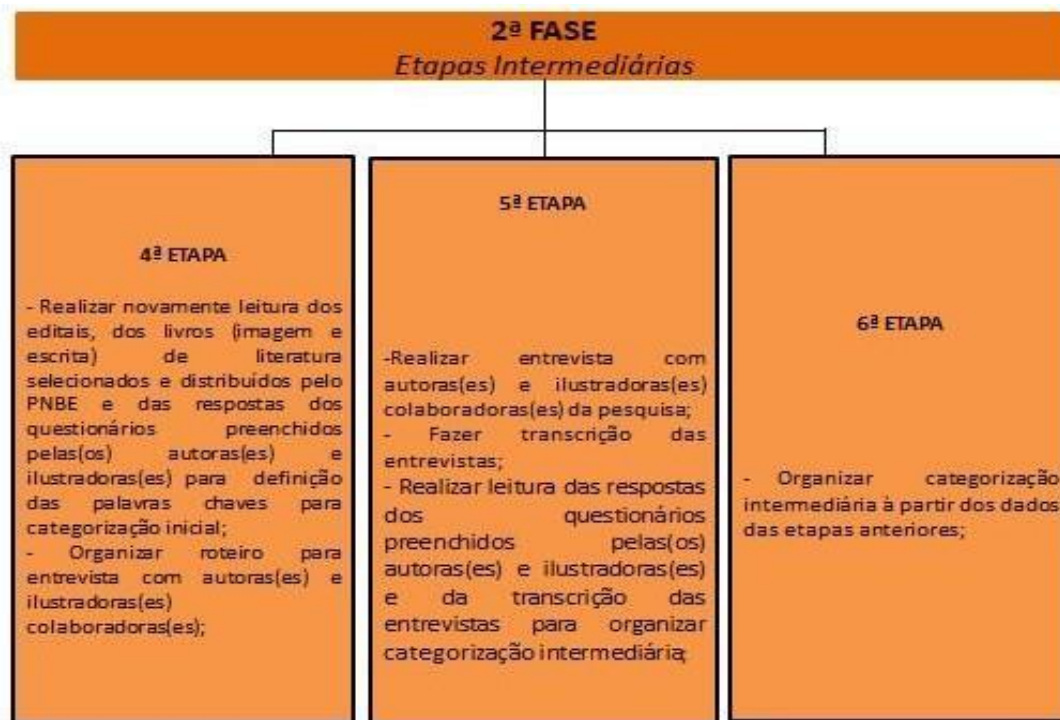 2ª FASE
Etapas Intermediárias
4ª ETAPA
- Realizar novamente leitura dos
editais, dos livros (imagem e
escrita) de literatura
selecionados e distribuídos pelo
PNBE e das respostas dos
questionários preenchidos
pelas(os) autoras(es) e
ilustradoras(es) para definição
das palavras chaves para
categorização inicial;
- Organizar roteiro para
entrevista com autoras(es) e
ilustradoras(es)
colaboradoras(es);
5ª ETAPA
-Realizar entrevista com
autoras(es) e ilustradoras(es)
colaboradoras(es) da pesquisa;
- Fazer transcrição das
entrevistas;
- Realizar leitura das respostas
dos questionários
preenchidos pelas(os)
autoras(es) e ilustradoras(es)
e da transcrição das
entrevistas para organizar
categorização intermediária;
6ª ETAPA
- Organizar categorização
intermediária à partir dos dados
das etapas anteriores;